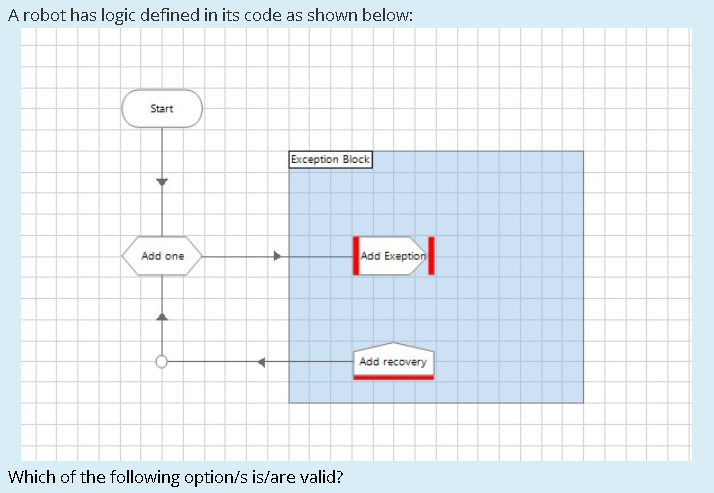 A robot has logic defined in its code as shown below:
Start
Exception Block
Add one
Add Exeption
Add recovery
Which of the following option/s is/are valid?